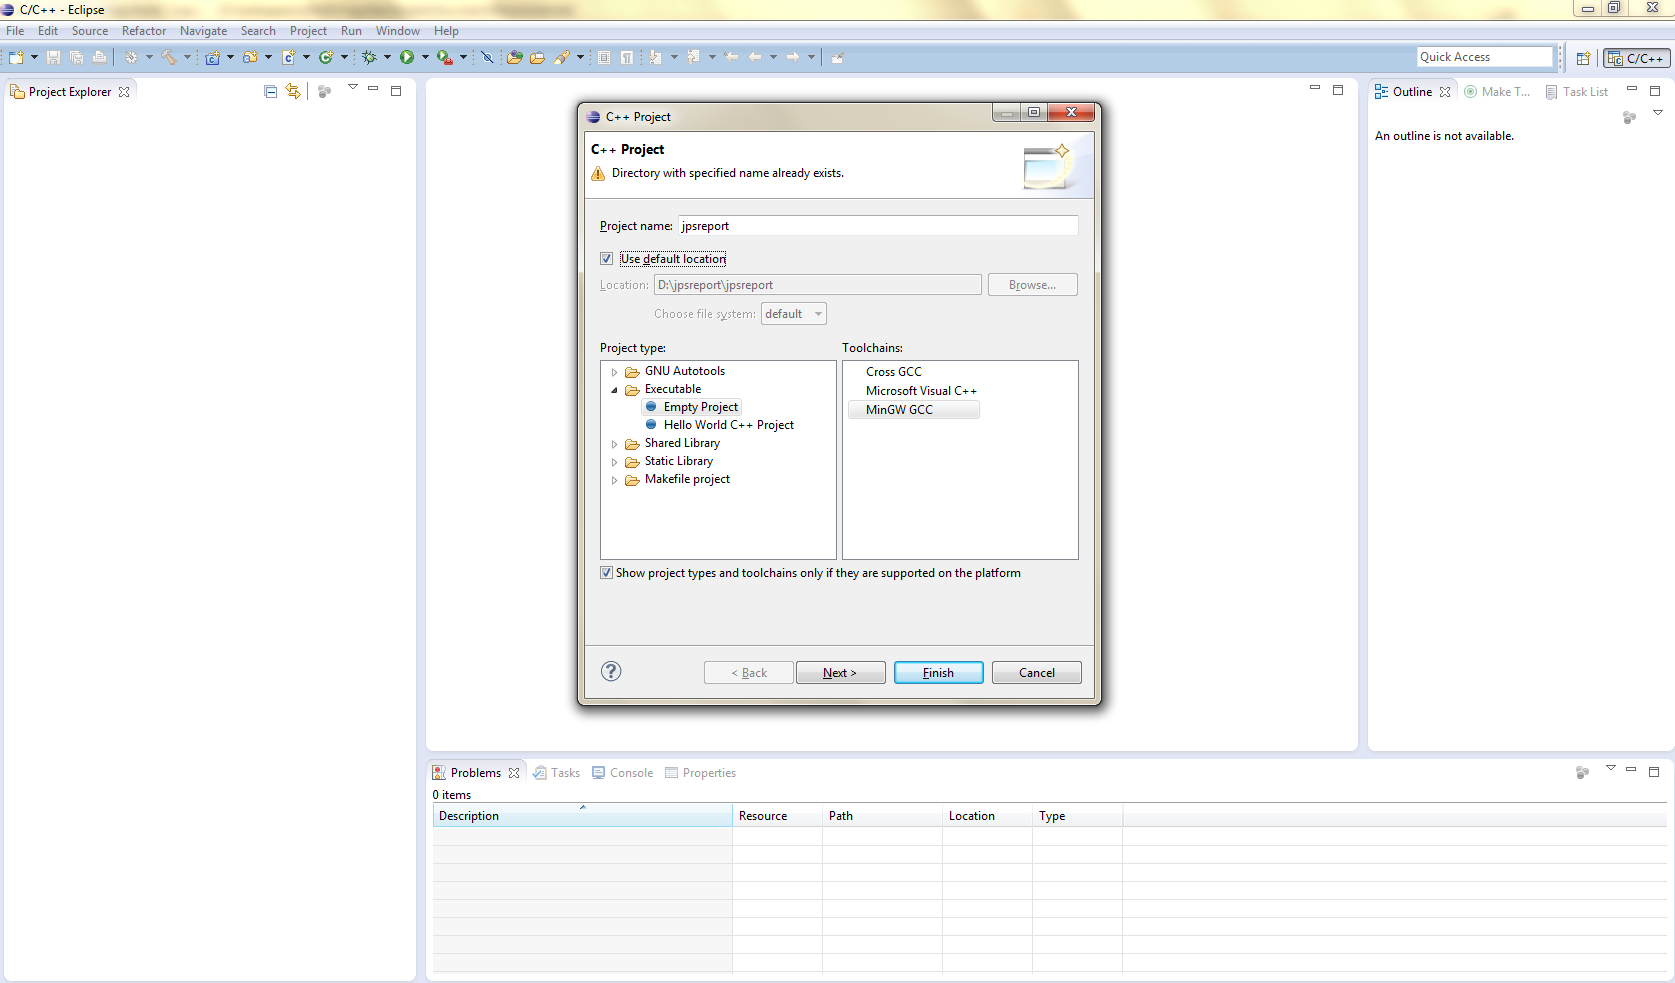 C/C++ - Eclipse
File Edit Source Refactor Navigate Search Project Run Window Help
Quick Access
C/C++
Project Explorer
Outline Make T... Task List
An outline is not available.
C++ Project
C++ Project
Directory with specified name already exists.
Project name: jpsreport
Use default location
Location: D:\jpsreport\jpsreport Browse...
Choose file system: default
Project type: Toolchains:
GNU Autotools
Executable
Empty Project
Hello World C++ Project
Shared Library
Static Library
Makefile project
Cross GCC
Microsoft Visual C++
MinGW GCC
Show project types and toolchains only if they are supported on the platform
? < Back Next > Finish Cancel
Problems Tasks Console Properties
0 items
Description Resource Path Location Type